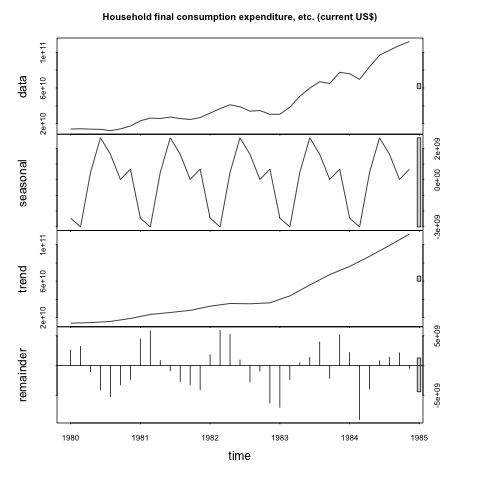 Household final consumption expenditure, etc. (current US$)
data
2e+10 6e+10 1e+11
seasonal
-3e+09 0e+00 2e+09
trend
2e+10 6e+10 1e+11
remainder
-5e+09 5e+09
1980 1981 1982 1983 1984 1985
time